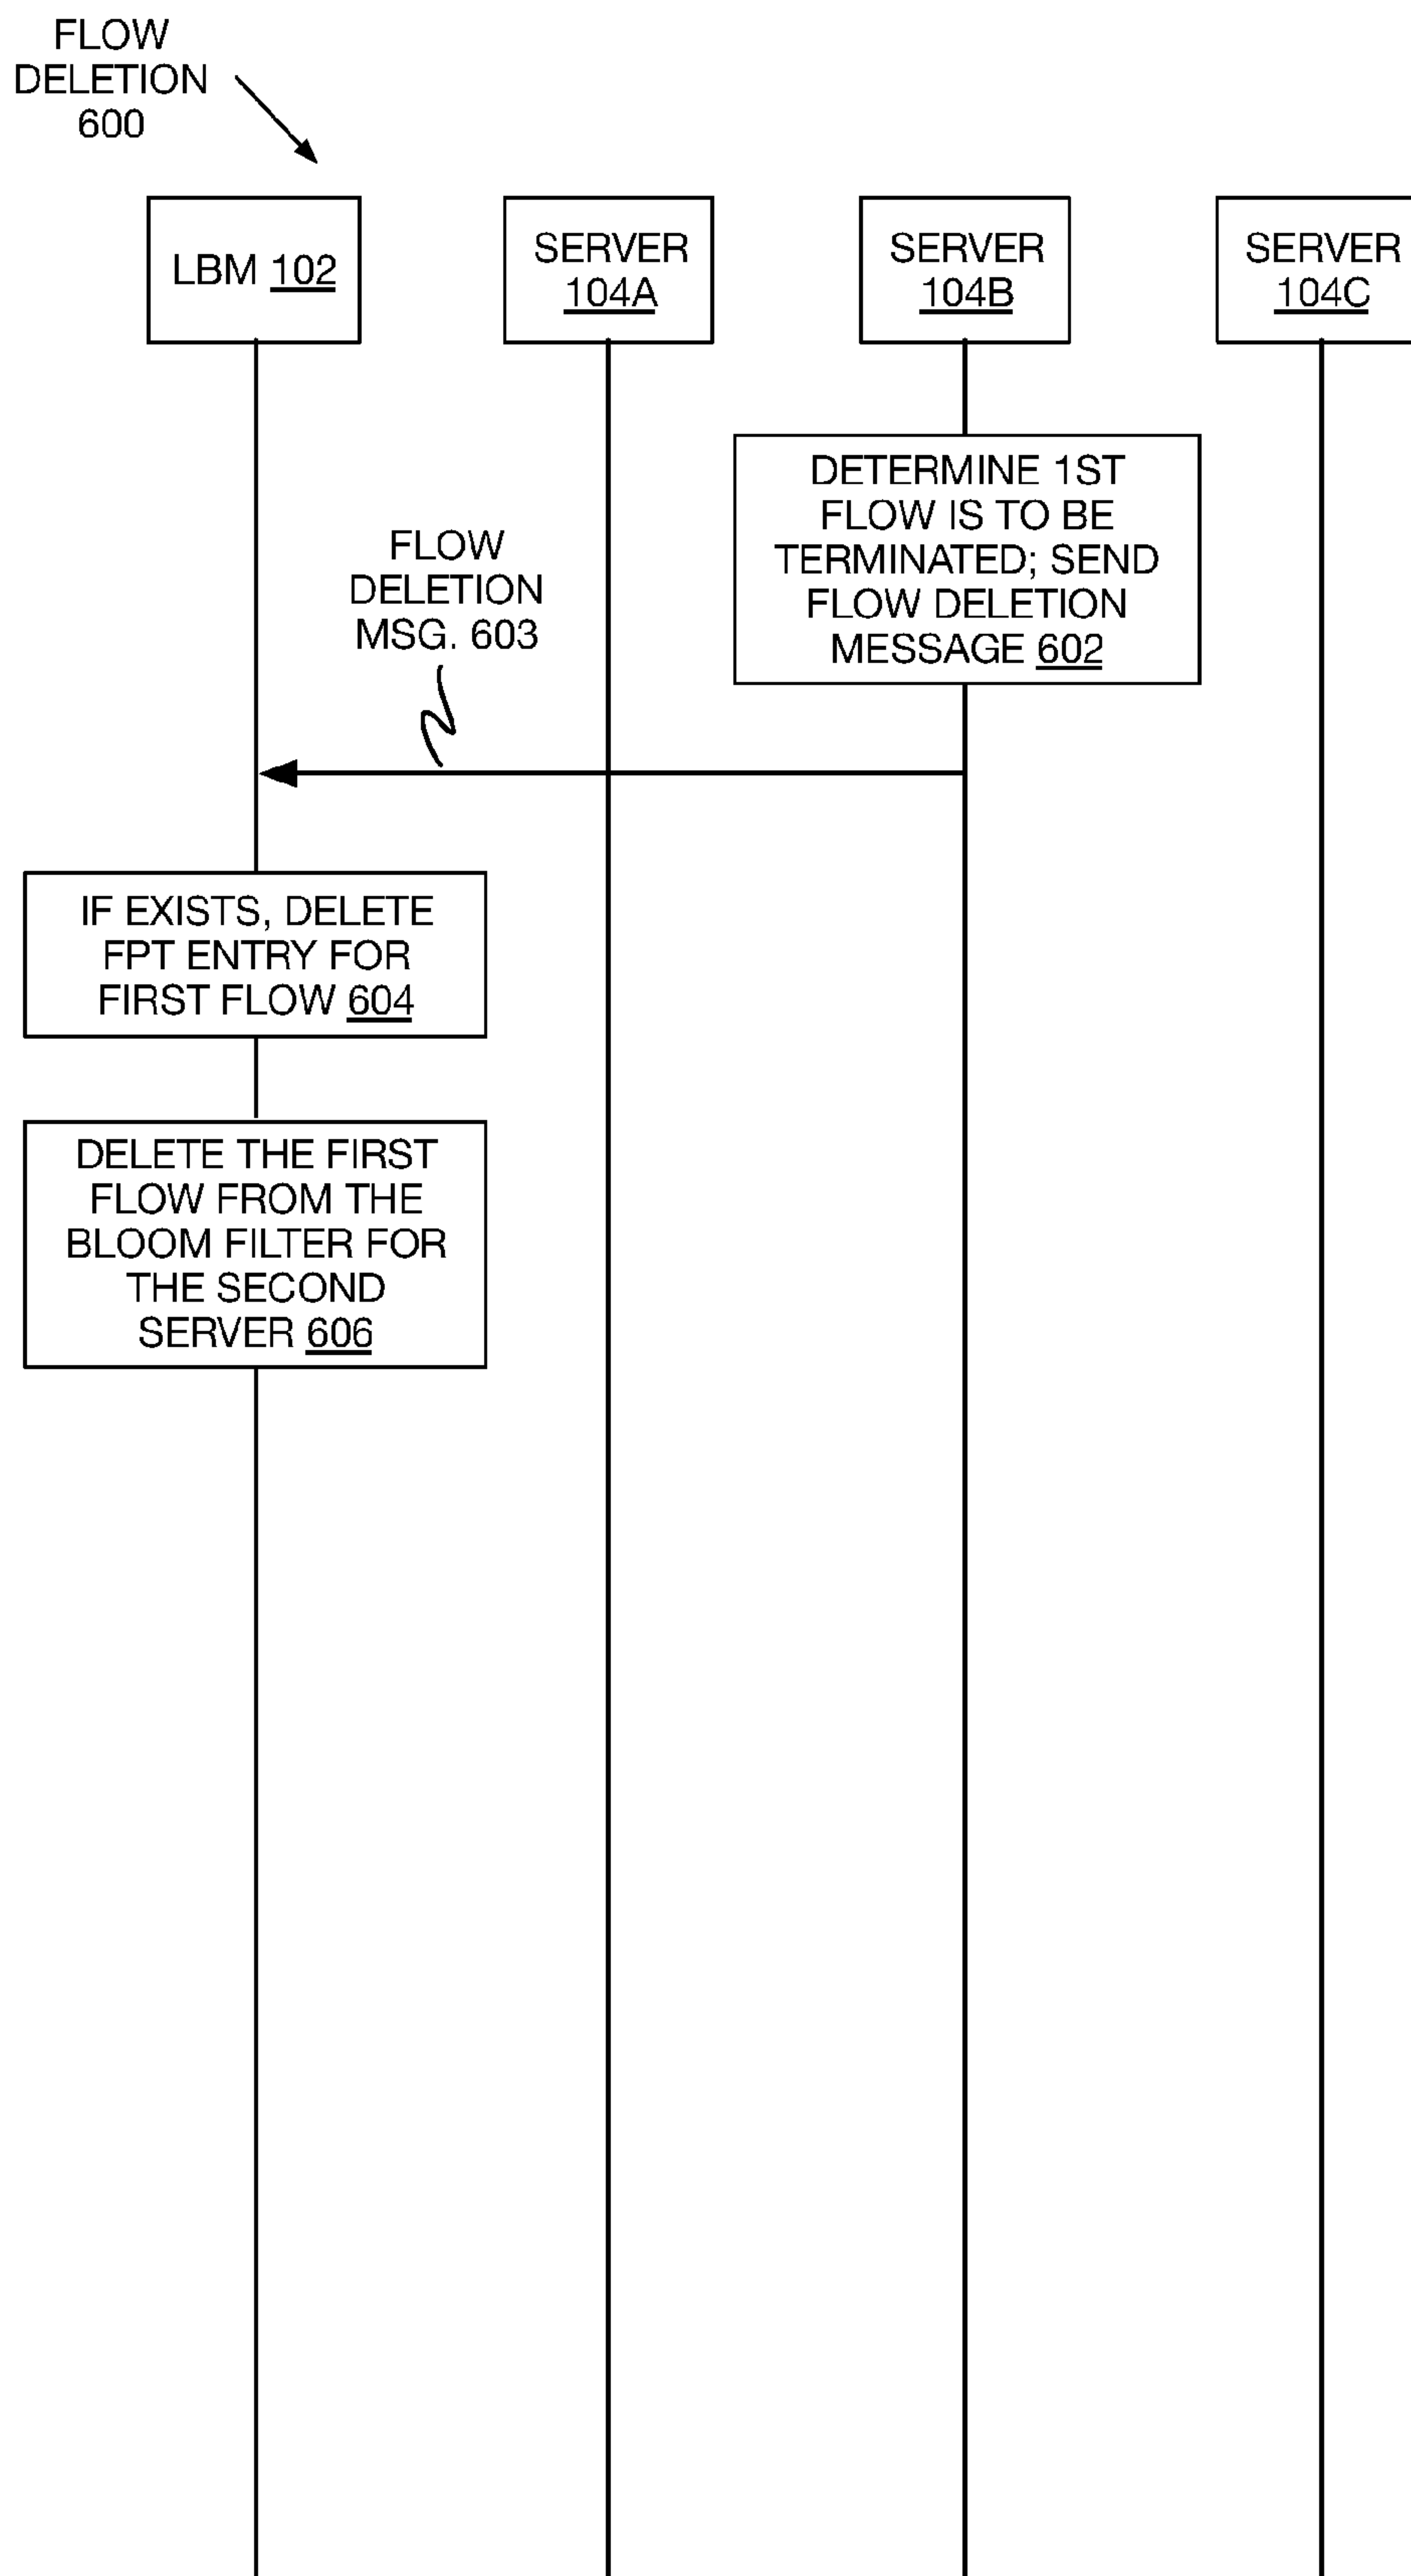 FLOW
DELETION
600
LBM 102
SERVER
104A
SERVER
104B
SERVER
104C
DETERMINE 1ST
FLOW IS TO BE
TERMINATED; SEND
FLOW DELETION
MESSAGE 602
FLOW
DELETION
MSG. 603
IF EXISTS, DELETE
FPT ENTRY FOR
FIRST FLOW 604
DELETE THE FIRST
FLOW FROM THE
BLOOM FILTER FOR
THE SECOND
SERVER 606